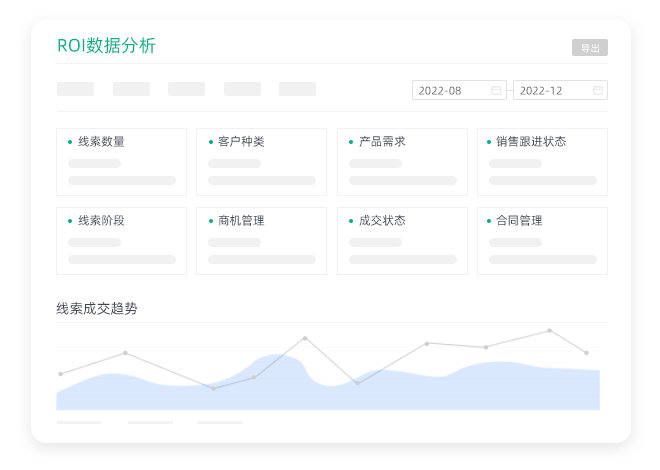 ROI数据分析
导出
2022-08
2022-12
线索数量
客户种类
产品需求
销售跟进状态
线索阶段
商机管理
成交状态
合同管理
线索成交趋势